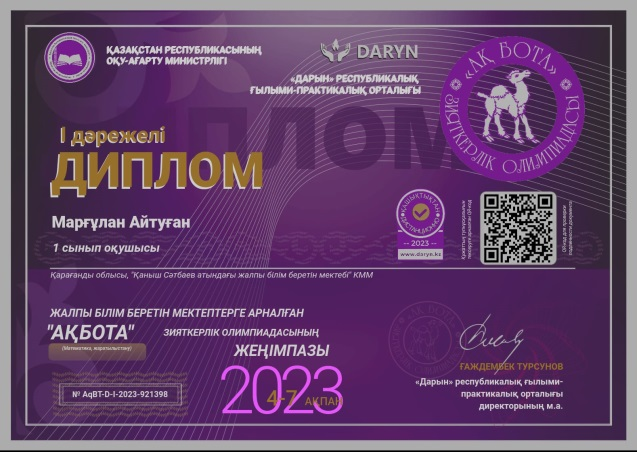 ҚАЗАҚСТАН РЕСПУБЛИКАСЫНЫҢ
ОҚУ-АҒАРТУ МИНИСТРЛІГІ
DARYN
«ДАРЫН» РЕСПУБЛИКАЛЫҚ
ҒЫЛЫМИ-ПРАКТИКАЛЫҚ ОРТАЛЫҒЫ
«АҚ БОТА»
ЗИЯТКЕРЛІК ОЛИМПИАДАСЫ
І дәрежелі
ДИПЛОМ
Марғұлан Айтуған
1 сынып оқушысы
2023
www.daryn.kz
Қарағанды облысы, "Қаныш Сәтбаев атындағы жалпы білім беретін мектебі" КММ
ЖАЛПЫ БІЛІМ БЕРЕТІН МЕКТЕПТЕРГЕ АРНАЛҒАН
"АҚБОТА" ЗИЯТКЕРЛІК ОЛИМПИАДАСЫНЫҢ
(Математика, жаратылыстану)
ЖЕҢІМПАЗЫ
2023
4-7 АҚПАН
№ AqBT-D-I-2023-921398
ҒАЖДЕМБЕК ТУРСУНОВ
«Дарын» республикалық ғылыми-
практикалық орталығы
директорының м.а.